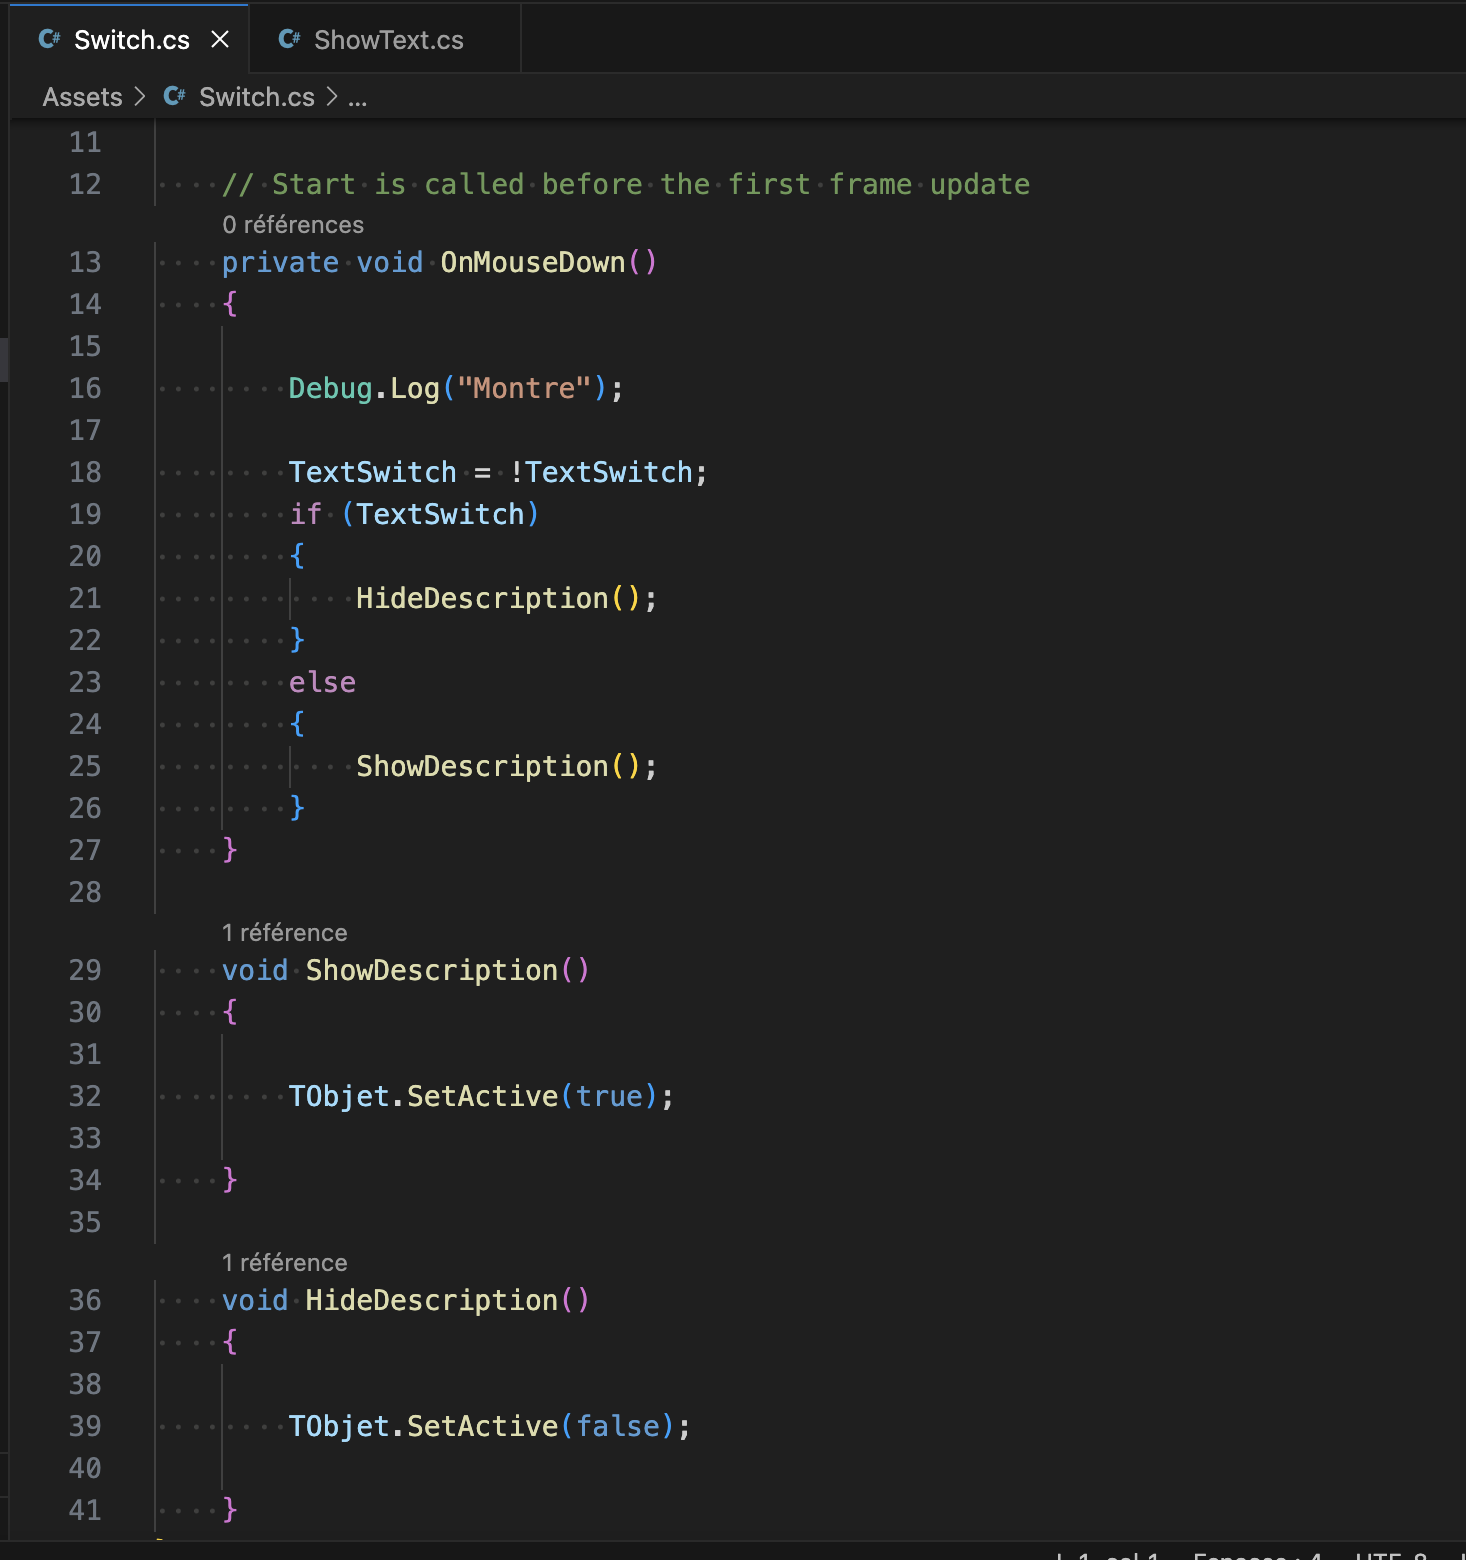 Switch.cs
ShowText.cs
Assets > Switch.cs > ...
11
12 // Start is called before the first frame update
0 références
13 private void OnMouseDown()
14 {
15
16 Debug.Log("Montre");
17
18 TextSwitch = !TextSwitch;
19 if (TextSwitch)
20 {
21 HideDescription();
22 }
23 else
24 {
25 ShowDescription();
26 }
27 }
28
1 référence
29 void ShowDescription()
30 {
31
32 TObjet.SetActive(true);
33
34 }
35
1 référence
36 void HideDescription()
37 {
38
39 TObjet.SetActive(false);
40
41 }